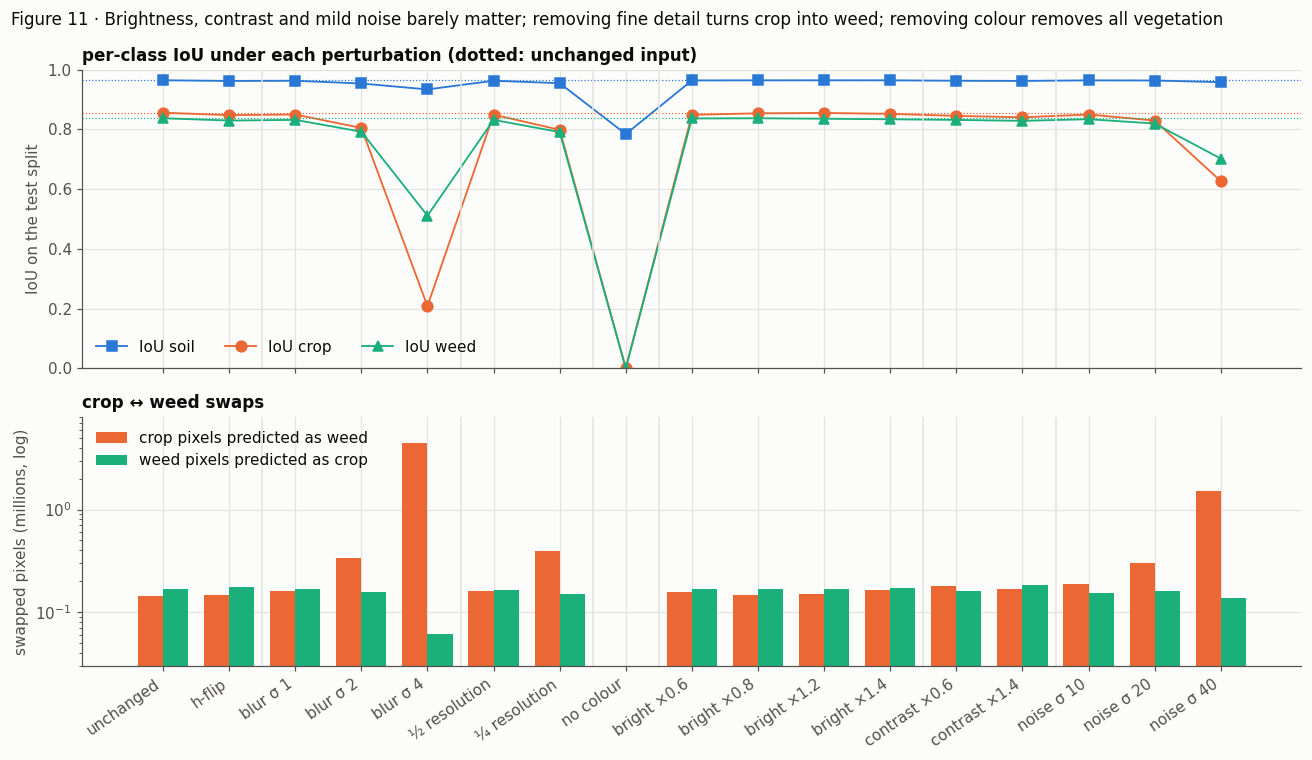 Figure 11 · Brightness, contrast and mild noise barely matter; removing fine detail turns crop into weed; removing colour removes all vegetation
per-class IoU under each perturbation (dotted: unchanged input)
IoU on the test split
1.0
0.8
0.6
0.4
0.2
0.0
IoU soil
IoU crop
IoU weed
crop ↔ weed swaps
swapped pixels (millions, log)
crop pixels predicted as weed
weed pixels predicted as crop
10⁰
10⁻¹
unchanged
h-flip
blur σ 1
blur σ 2
blur σ 4
½ resolution
¼ resolution
no colour
bright ×0.6
bright ×0.8
bright ×1.2
bright ×1.4
contrast ×0.6
contrast ×1.4
noise σ 10
noise σ 20
noise σ 40